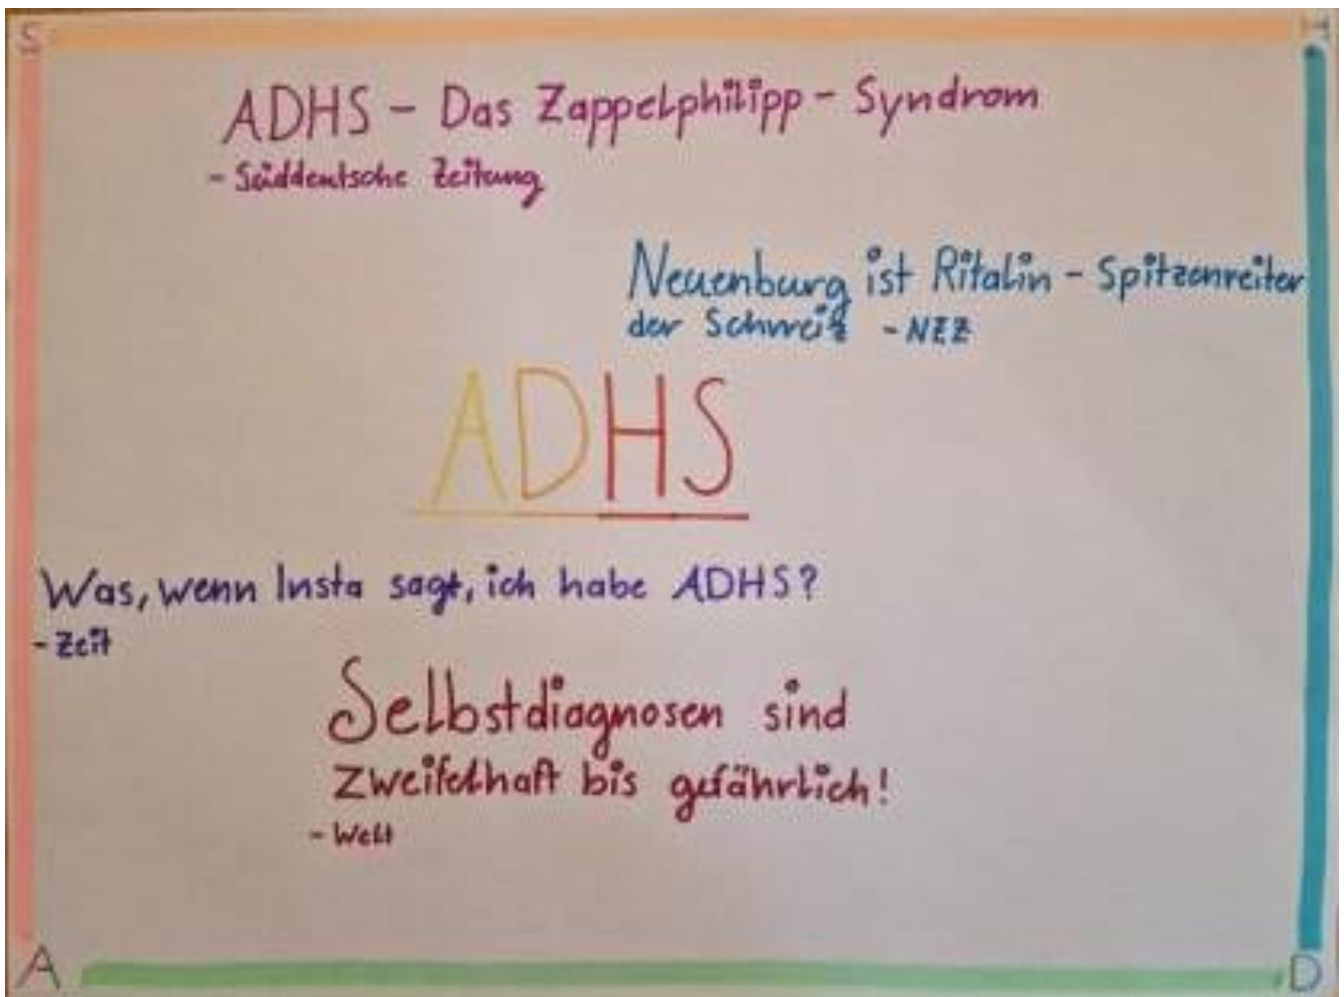 S H
ADHS - Das Zappelphilipp - Syndrom
- Süddeutsche Zeitung
Neuenburg ist Ritalin - Spitzenreiter
der Schweiz - NZZ
ADHS
Was, wenn Insta sagt, ich habe ADHS?
- Zeit
Selbstdiagnosen sind
zweifelhaft bis gefährlich!
- Welt
A D